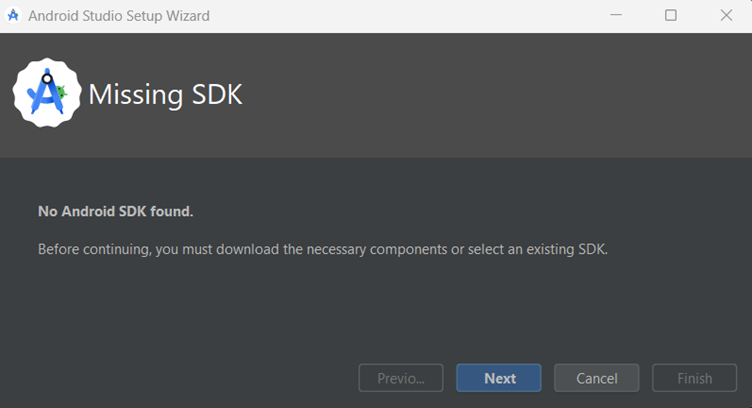 Android Studio Setup Wizard
Missing SDK
No Android SDK found.
Before continuing, you must download the necessary components or select an existing SDK.
Previo... Next Cancel Finish